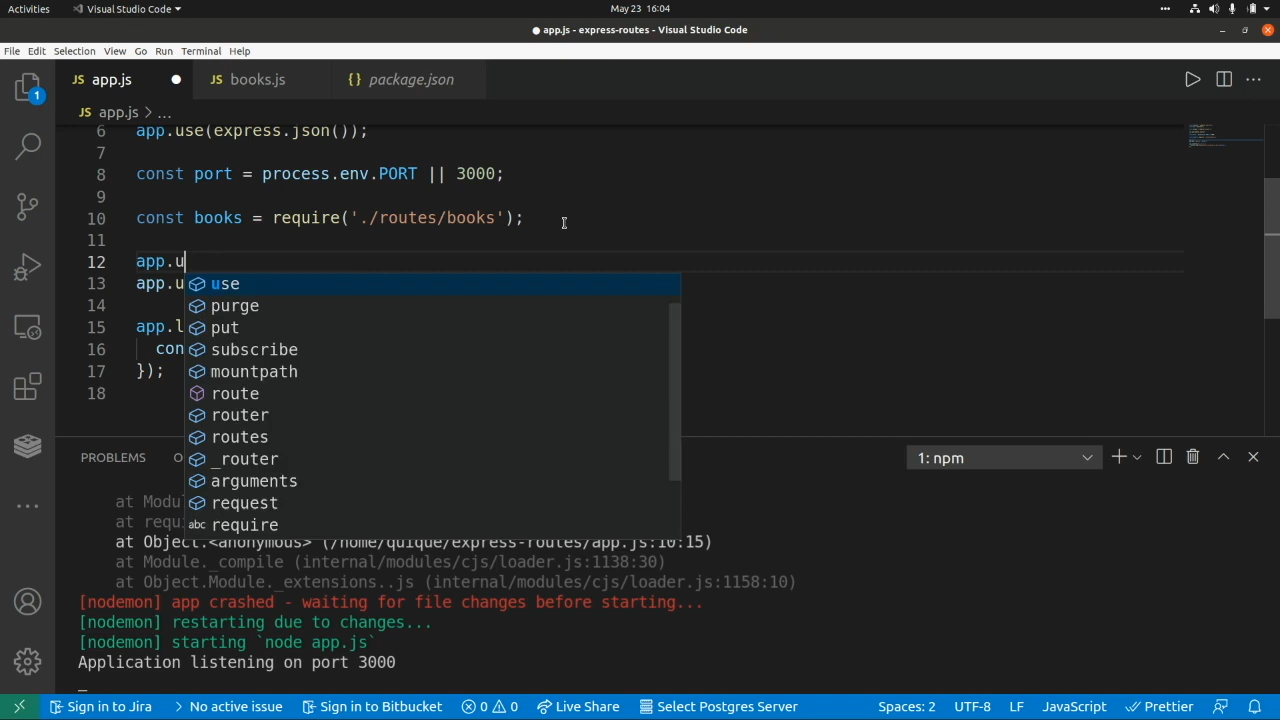 Activities
Visual Studio Code
May 23 16:04
● app.js - express-routes - Visual Studio Code
File Edit Selection View Go Run Terminal Help
1
JS app.js
JS books.js
{} package.json
JS app.js > ...
6 app.use(express.json());
7
8 const port = process.env.PORT || 3000;
9
10 const books = require('./routes/books');
11
12 app.u
13 app.u
14
15 app.l
16 con
17 });
18
use
purge
put
subscribe
mountpath
route
router
routes
_router
arguments
request
abc require
PROBLEMS O
1: npm
at Modu
at requi
at Object.<anonymous> (/home/quique/express-routes/app.js:10:15)
at Module._compile (internal/modules/cjs/loader.js:1138:30)
at Object.Module._extensions..js (internal/modules/cjs/loader.js:1158:10)
[nodemon] app crashed - waiting for file changes before starting...
[nodemon] restarting due to changes...
[nodemon] starting `node app.js`
Application listening on port 3000
Sign in to Jira
No active issue
Sign in to Bitbucket
0 0
Live Share
Select Postgres Server
Spaces: 2
UTF-8
LF
JavaScript
Prettier